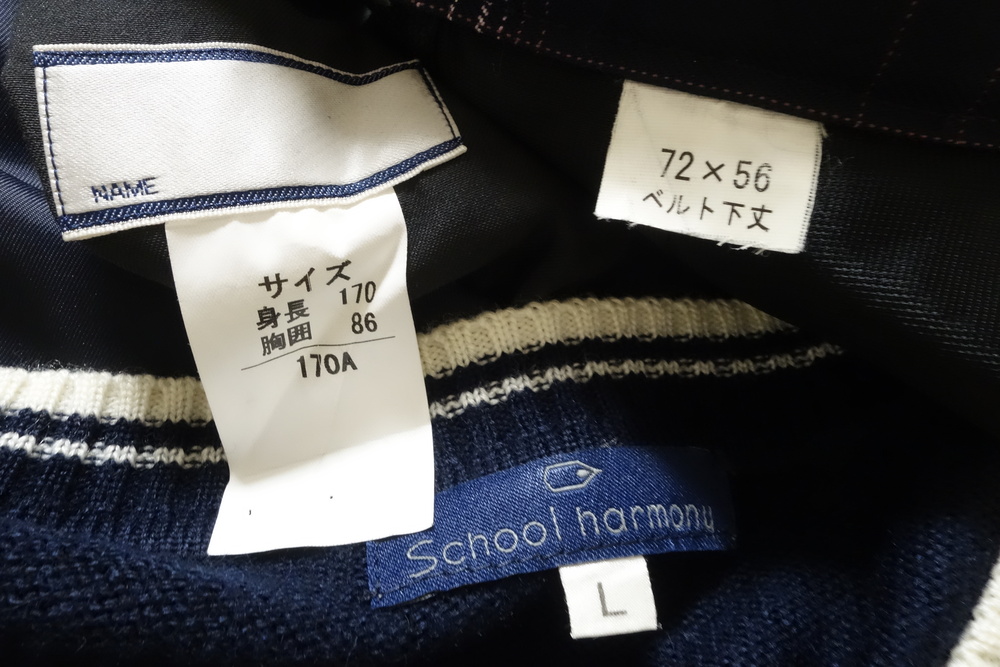 NAME
サイズ
身長 170
胸囲 86
170A
72×56
ベルト下丈
School harmony
L